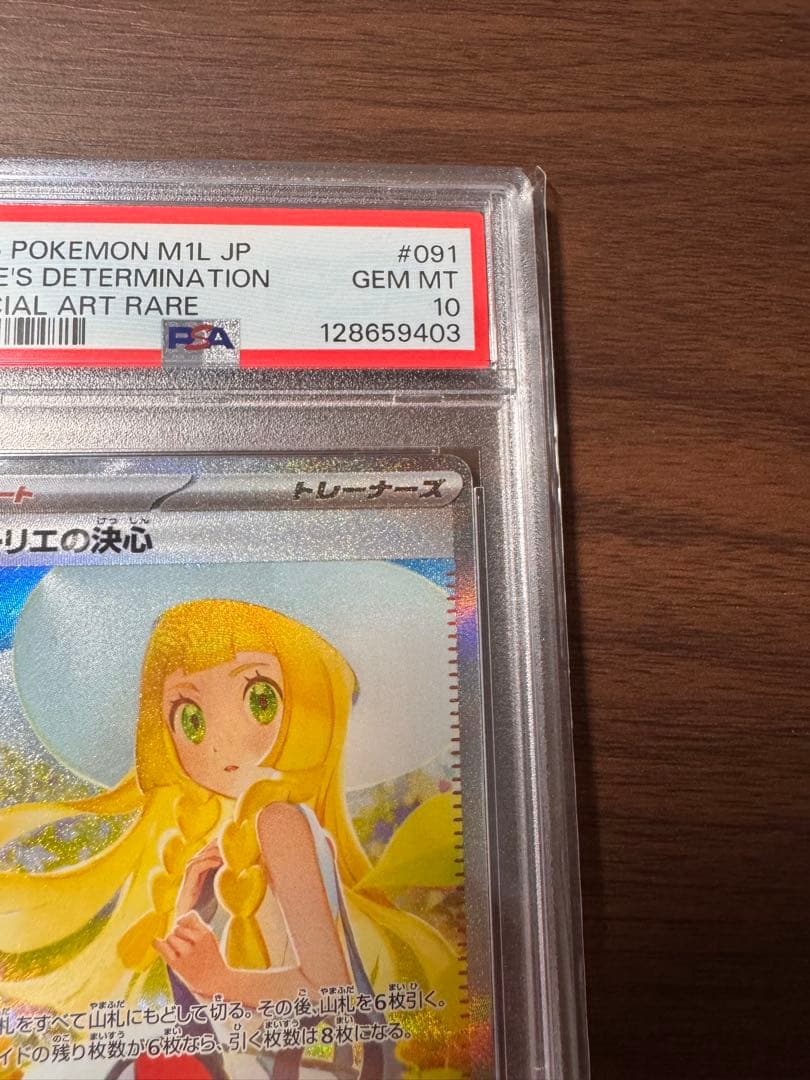 POKEMON M1L JP #091
E'S DETERMINATION GEM MT
CIAL ART RARE 10
PSA 128659403
ート トレーナーズ
リエの決心
札をすべて山札にもどして切る。その後、山札を6枚引く。
イドの残り枚数が6枚なら、引く枚数は8枚になる。